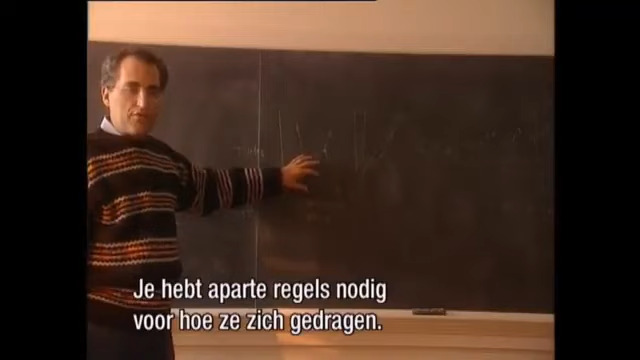 Je hebt aparte regels nodig
voor hoe ze zich gedragen.